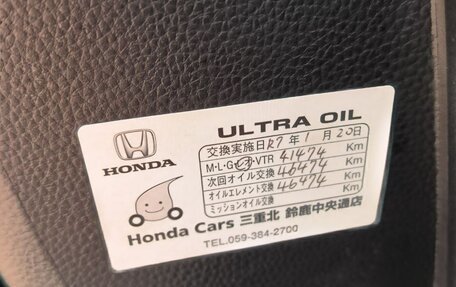 ULTRA OIL
HONDA
交換実施日 R7 年 1 月 20日
M・L・G・オ・VTR 41474 Km
次回オイル交換 46474 Km
オイルエレメント交換 46474 Km
ミッションオイル交換 Km
Honda Cars 三重北 鈴鹿中央通店
TEL.059-384-2700